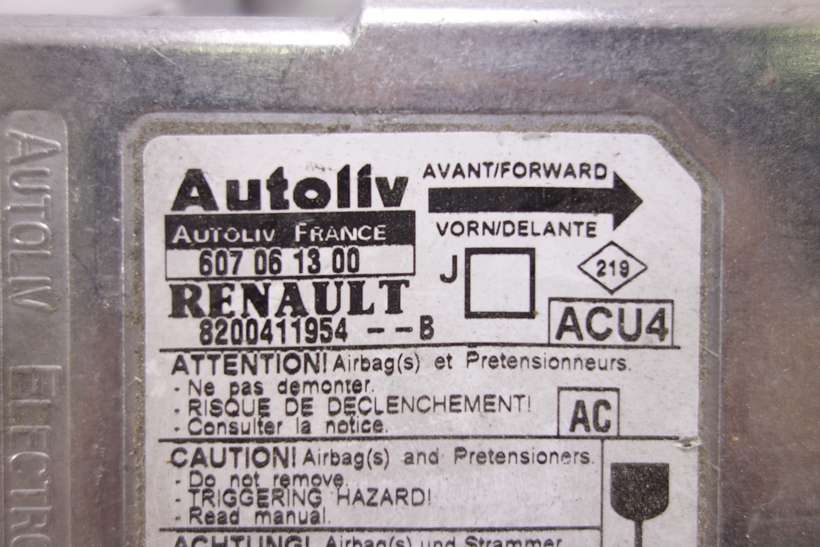 Autoliv
AUTOLIV FRANCE
607 06 13 00
AVANT/FORWARD
VORN/DELANTE
J
219
RENAULT
8200411954 --B
ACU4
ATTENTION! Airbag(s) et Pretensionneurs.
- Ne pas demonter.
- RISQUE DE DECLENCHEMENT!
- Consulter la notice.
AC
CAUTION! Airbag(s) and Pretensioners.
- Do not remove.
- TRIGGERING HAZARD!
- Read manual.
ACHTUNG! Airbag(s) und Strammer
AUTOLIV ELECTRO